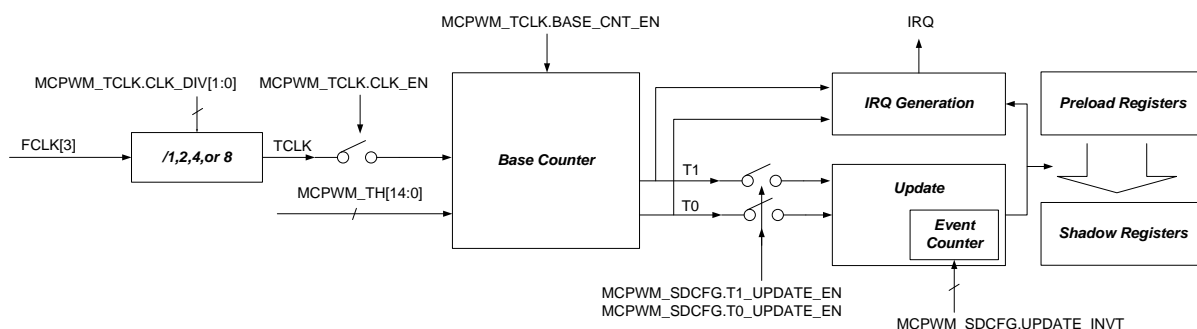 MCPWM_TCLK.BASE_CNT_EN
IRQ
MCPWM_TCLK.CLK_DIV[1:0]
MCPWM_TCLK.CLK_EN
IRQ Generation
Preload Registers
FCLK[3]
/1,2,4,or 8
TCLK
Base Counter
T1
Update
MCPWM_TH[14:0]
T0
Event
Counter
Shadow Registers
MCPWM_SDCFG.T1_UPDATE_EN
MCPWM_SDCFG.T0_UPDATE_EN
MCPWM_SDCFG.UPDATE_INVT